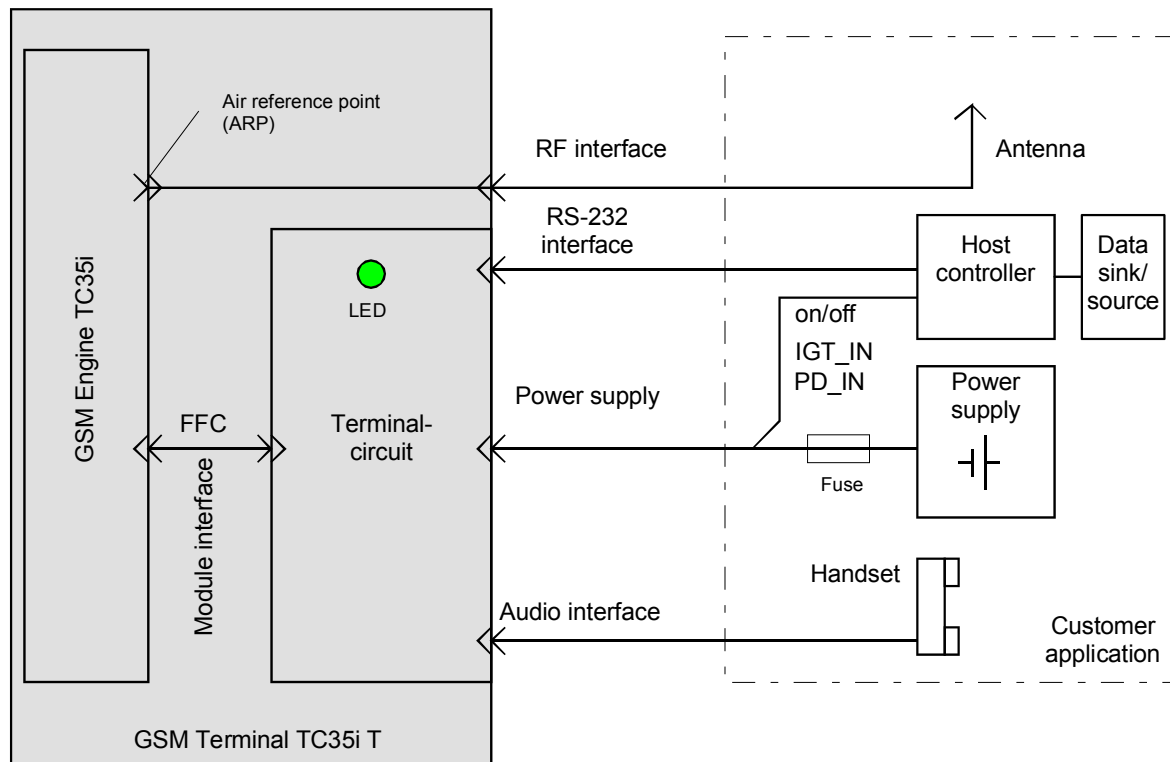 Air reference point
(ARP)
RF interface
Antenna
RS-232
interface
Host
controller
Data
sink/
source
LED
on/off
IGT_IN
PD_IN
GSM Engine TC35i
FFC
Module interface
Terminal-
circuit
Power supply
Power
supply
Fuse
Handset
Audio interface
Customer
application
GSM Terminal TC35i T